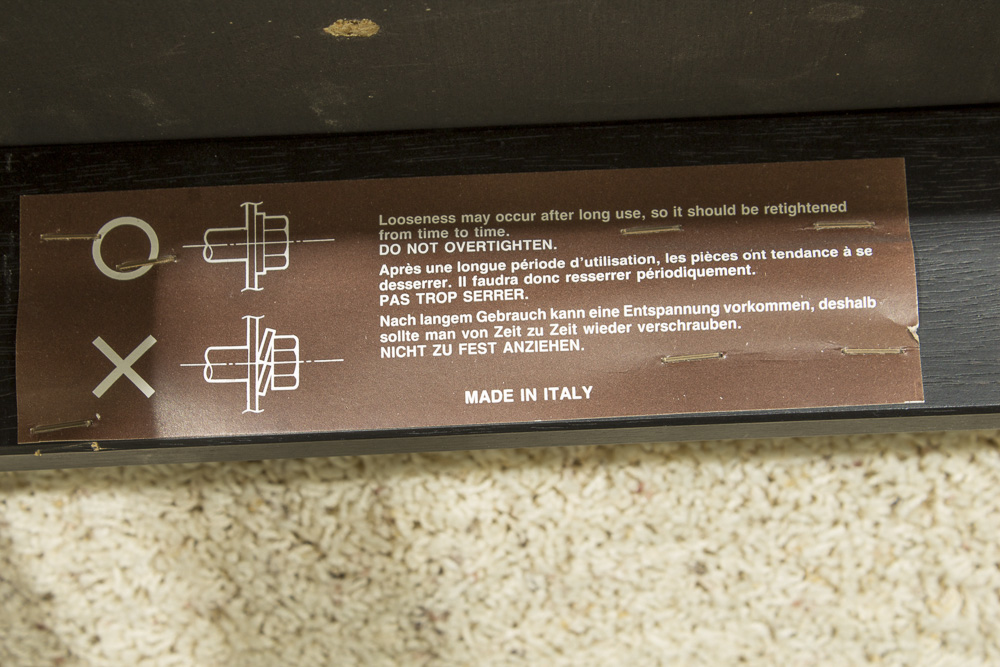 Looseness may occur after long use, so it should be retightened
from time to time.
DO NOT OVERTIGHTEN.
Après une longue période d'utilisation, les pièces ont tendance à se
desserrer. Il faudra donc resserrer périodiquement.
PAS TROP SERRER.
Nach langem Gebrauch kann eine Entspannung vorkommen, deshalb
sollte man von Zeit zu Zeit wieder verschrauben.
NICHT ZU FEST ANZIEHEN.
MADE IN ITALY